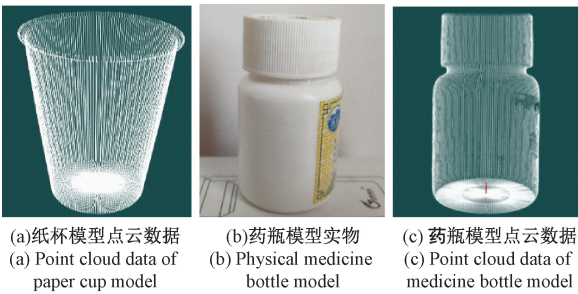 (a)纸杯模型点云数据
(a) Point cloud data of
paper cup model
(b)药瓶模型实物
(b) Physical medicine
bottle model
(c) 药瓶模型点云数据
(c) Point cloud data of
medicine bottle model